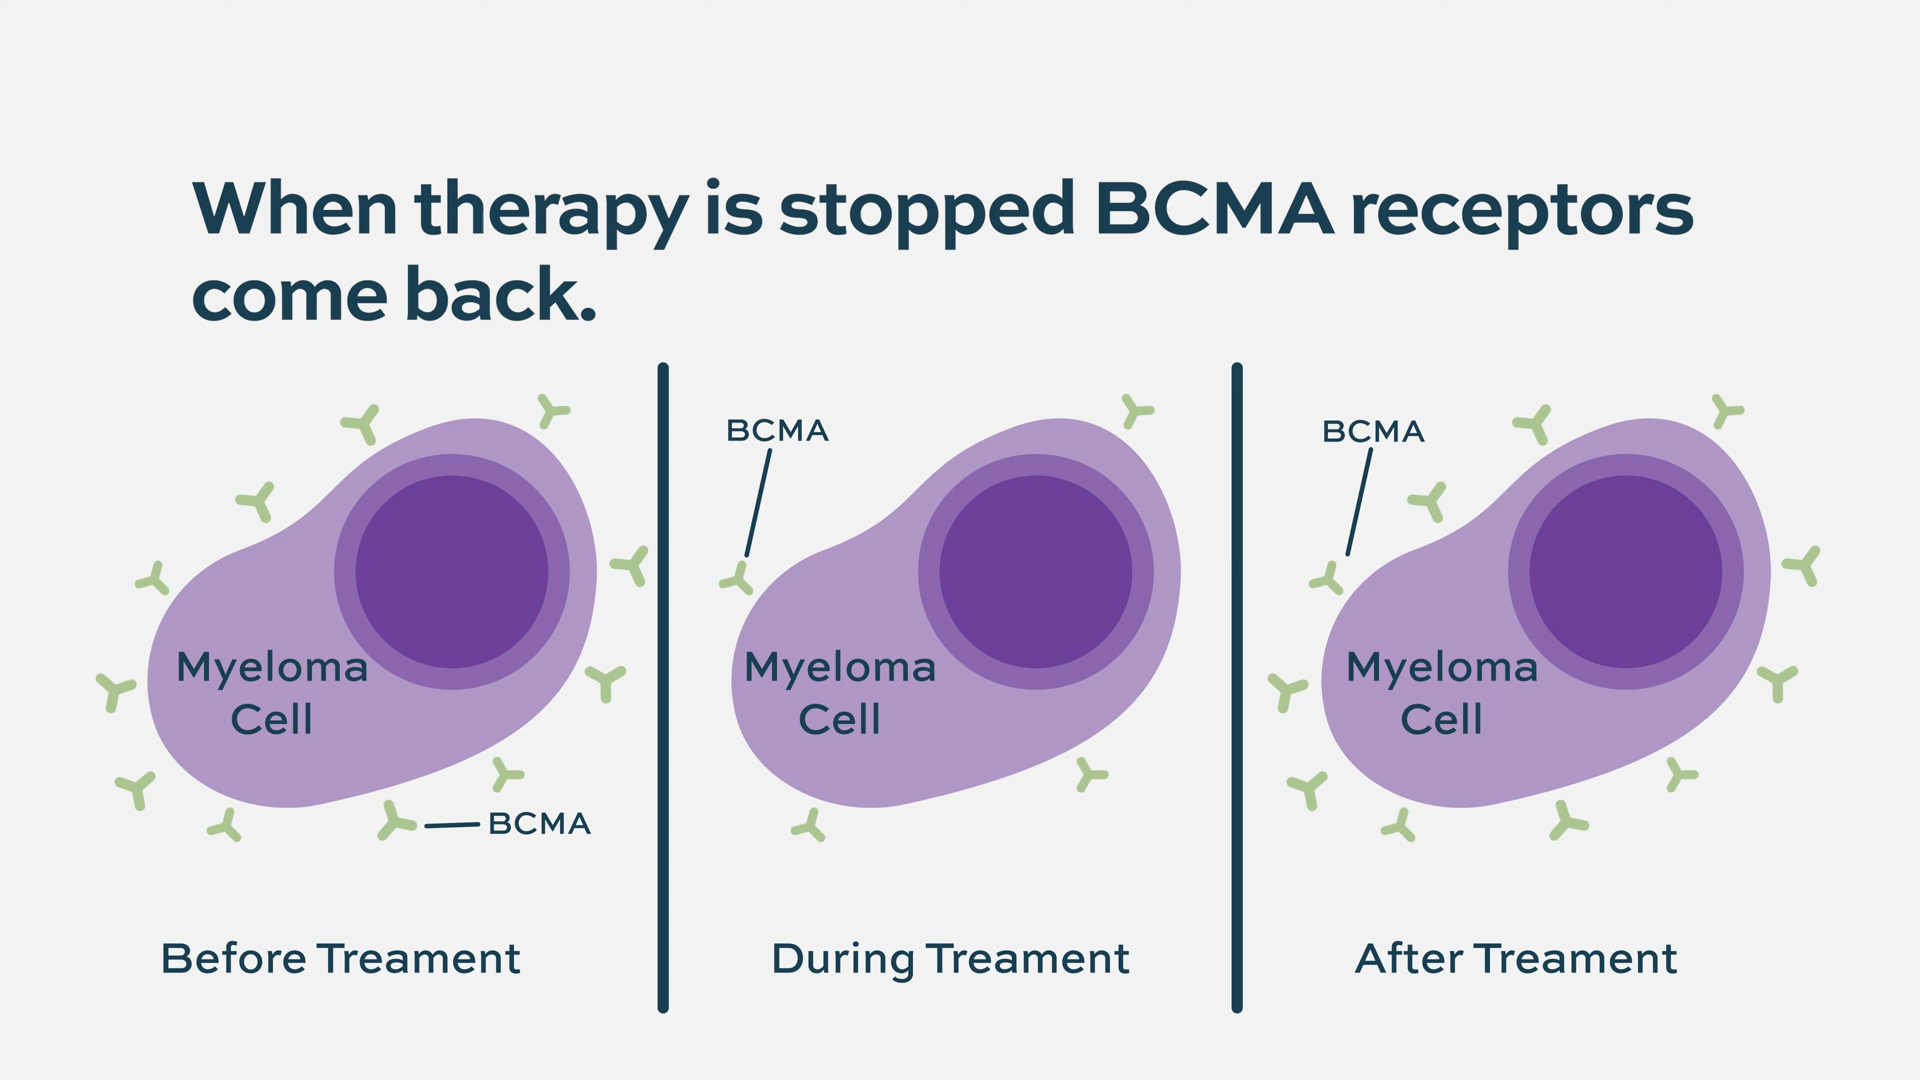 When therapy is stopped BCMA receptors
come back.
Myeloma
Cell
BCMA
Before Treament
BCMA
Myeloma
Cell
During Treament
BCMA
Myeloma
Cell
After Treament